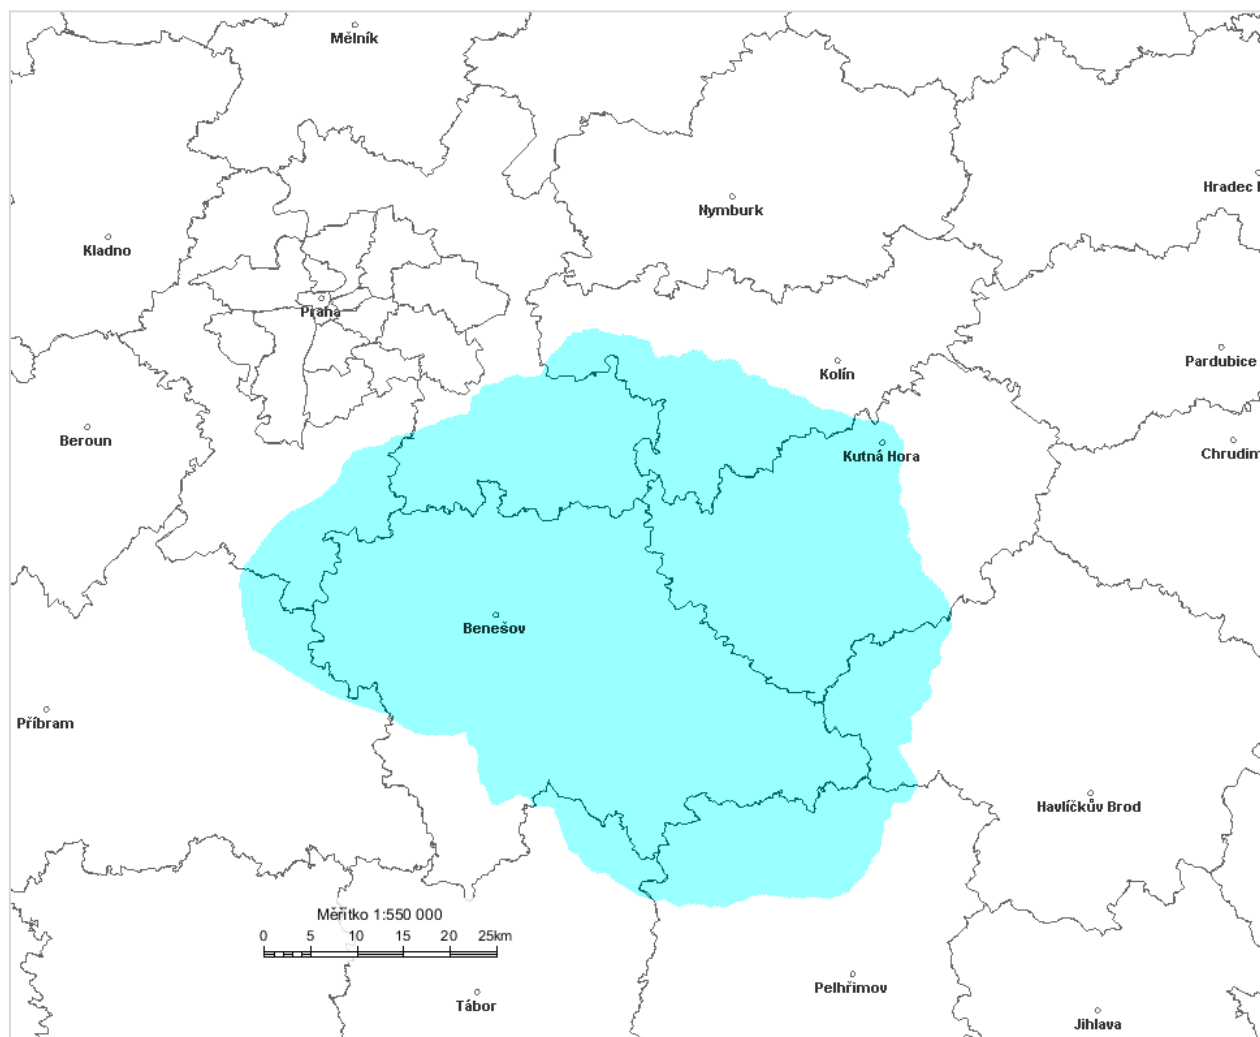 Mělník
Hradec
Nymburk
Kladno
Praha
Pardubice
Kolín
Beroun
Kutná Hora
Chrudim
Benešov
Příbram
Havlíčkův Brod
Měřítko 1:550 000
0 5 10 15 20 25km
Pelhřimov
Tábor
Jihlava